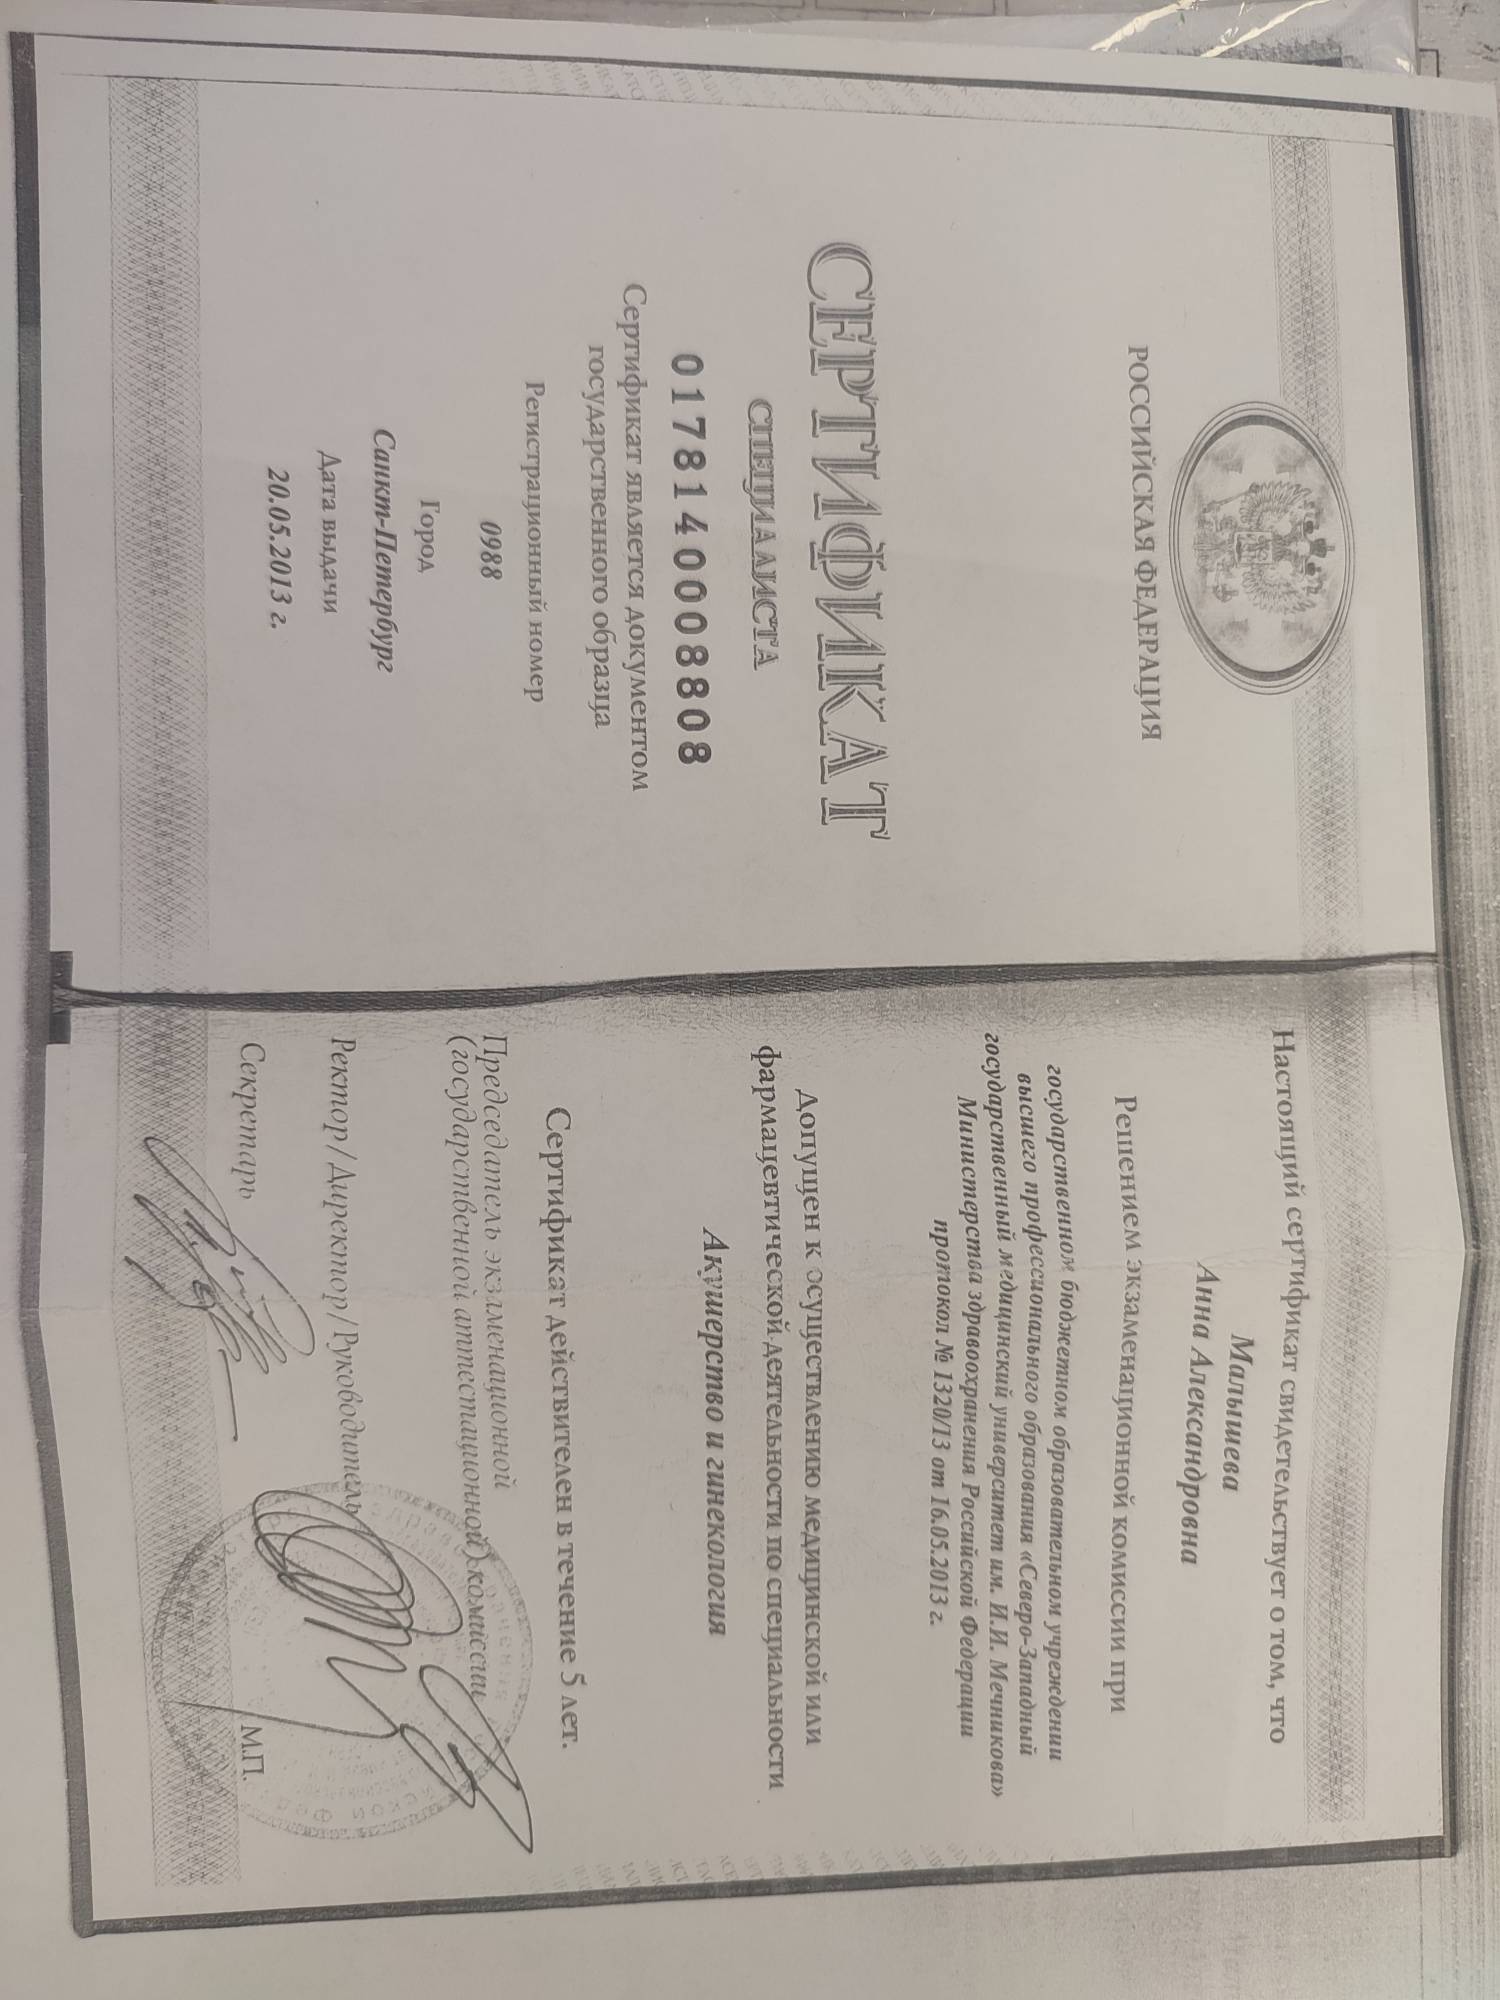 РОССИЙСКАЯ ФЕДЕРАЦИЯ
СЕРТИФИКАТ
СПЕЦИАЛИСТА
0178140008808
Сертификат является документом
государственного образца
Регистрационный номер
0988
Город
Санкт-Петербург
Дата выдачи
20.05.2013 г.
Настоящий сертификат свидетельствует о том, что
Малышева
Анна Александровна
Решением экзаменационной комиссии при
государственном бюджетном образовательном учреждении
высшего профессионального образования «Северо-Западный
государственный медицинский университет им. И.И. Мечникова»
Министерства здравоохранения Российской Федерации
протокол № 1320/13 от 16.05.2013 г.
допущен к осуществлению медицинской или
фармацевтической деятельности по специальности
Акушерство и гинекология
Сертификат действителен в течение 5 лет.
Председатель экзаменационной
(государственной аттестационной) комиссии
Ректор / Директор / Руководитель
Секретарь
М.П.